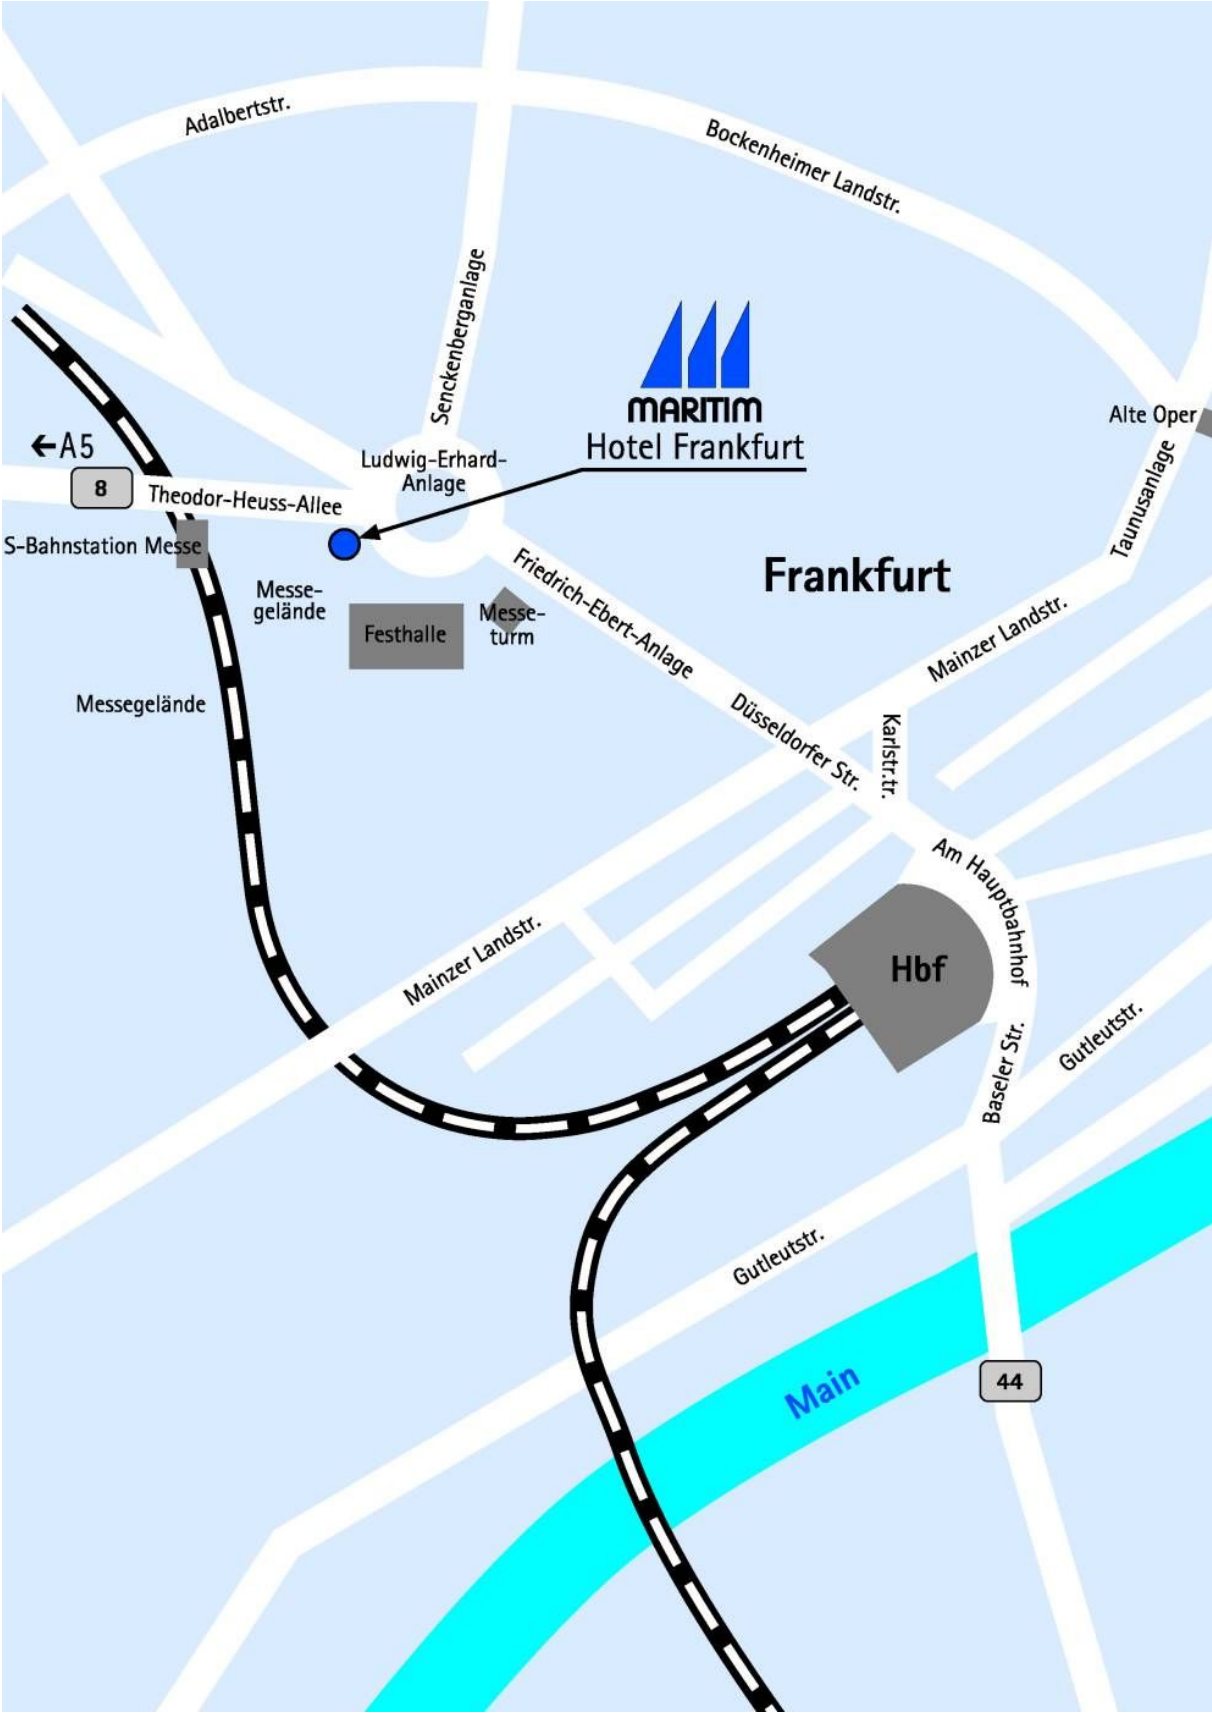 Adalbertstr.
Bockenheimer Landstr.
Senckenberganlage
MARITIM
Hotel Frankfurt
Alte Oper
←A5
Ludwig-Erhard-
Anlage
8
Theodor-Heuss-Allee
Taunusanlage
S-Bahnstation Messe
Friedrich-Ebert-Anlage
Frankfurt
Messe-
gelände
Festhalle
Messe-
turm
Mainzer Landstr.
Messegelände
Düsseldorfer Str.
Karlstr.tr.
Am Hauptbahnhof
Mainzer Landstr.
Hbf
Baseler Str.
Gutleutstr.
Gutleutstr.
Main
44